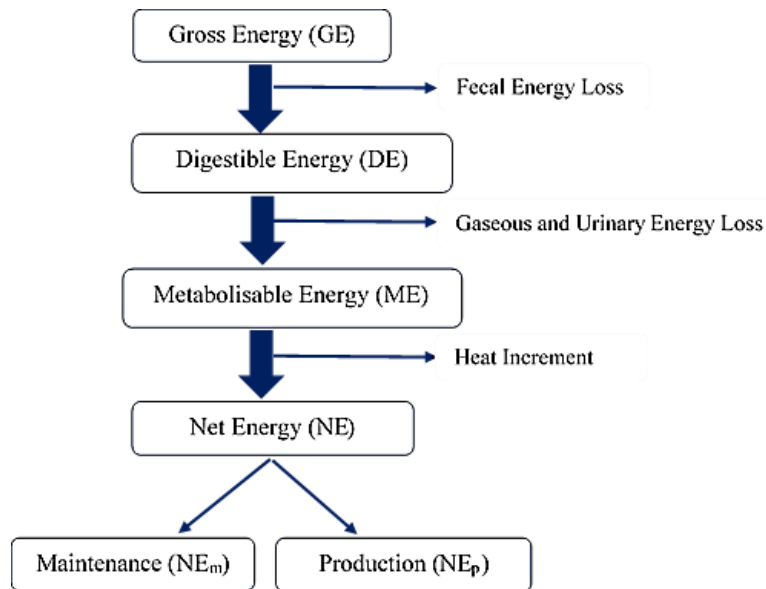 Gross Energy (GE)
Fecal Energy Loss
Digestible Energy (DE)
Gaseous and Urinary Energy Loss
Metabolisable Energy (ME)
Heat Increment
Net Energy (NE)
Maintenance (NEm)
Production (NEp)